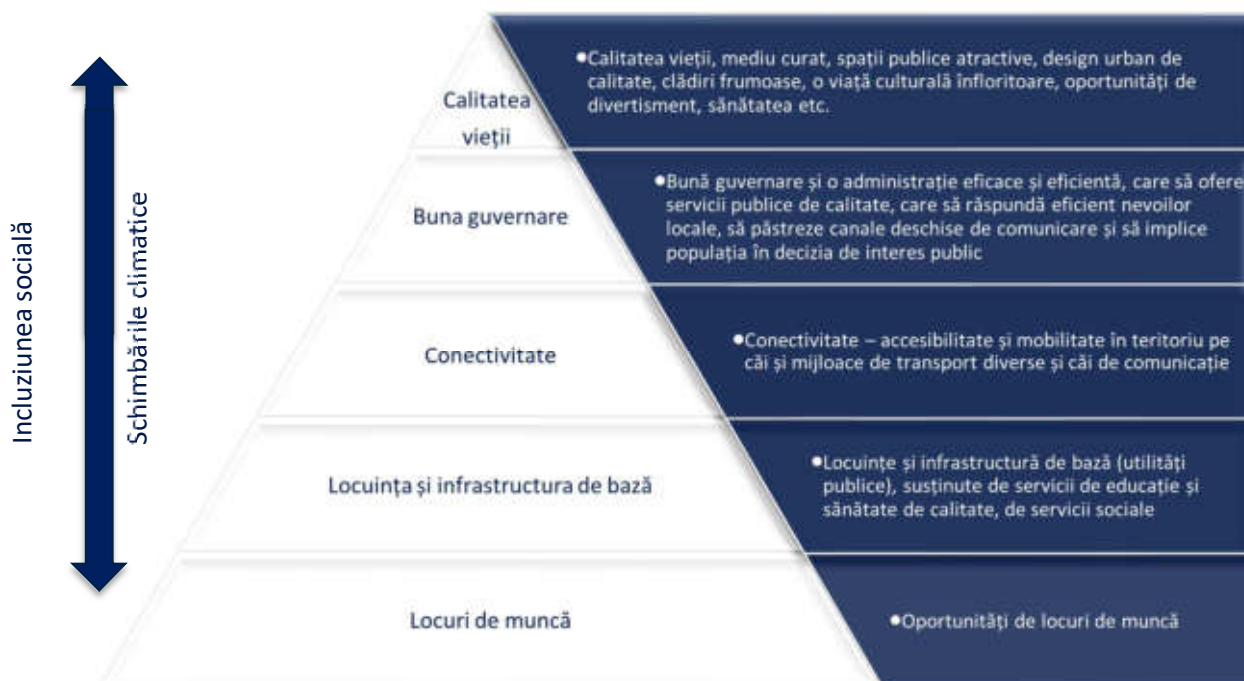 Incluziunea socială
Schimbările climatice
Calitatea
vieții
●Calitatea vieții, mediu curat, spații publice atractive, design urban de
calitate, clădiri frumoase, o viață culturală înfloritoare, oportunități de
divertisment, sănătatea etc.
Buna guvernare
●Bună guvernare și o administrație eficace și eficientă, care să ofere
servicii publice de calitate, care să răspundă eficient nevoilor
locale, să păstreze canale deschise de comunicare și să implice
populația în decizia de interes public
Conectivitate
●Conectivitate – accesibilitate și mobilitate în teritoriu pe
căi și mijloace de transport diverse și căi de comunicație
Locuința și infrastructura de bază
●Locuințe și infrastructură de bază (utilități
publice), susținute de servicii de educație și
sănătate de calitate, de servicii sociale
Locuri de muncă
●Oportunități de locuri de muncă